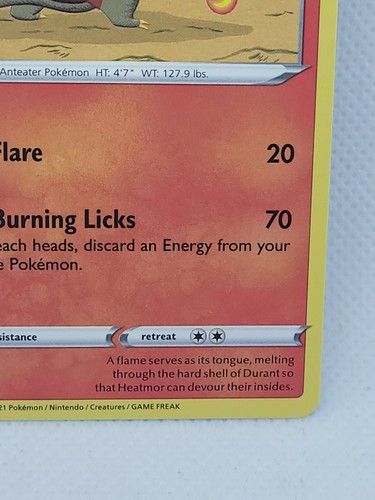 Anteater Pokémon HT: 4'7" WT: 127.9 lbs.
Flare 20
Burning Licks 70
each heads, discard an Energy from your
e Pokémon.
sistance
retreat
A flame serves as its tongue, melting
through the hard shell of Durant so
that Heatmor can devour their insides.
21 Pokémon / Nintendo / Creatures / GAME FREAK